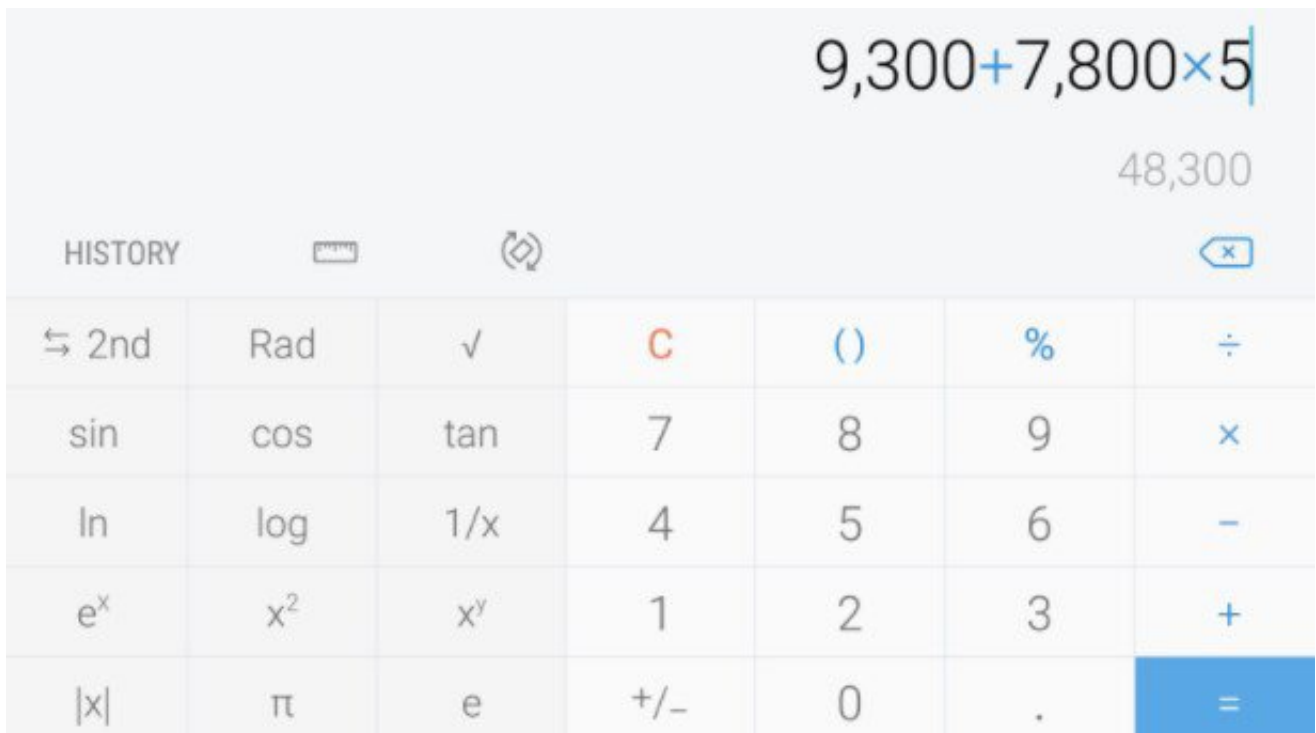 9,300+7,800×5
48,300
HISTORY
⇆ 2nd Rad √ C () % ÷
sin cos tan 7 8 9 ×
ln log 1/x 4 5 6 −
eˣ x² xʸ 1 2 3 +
|x| π e +/− 0 . =